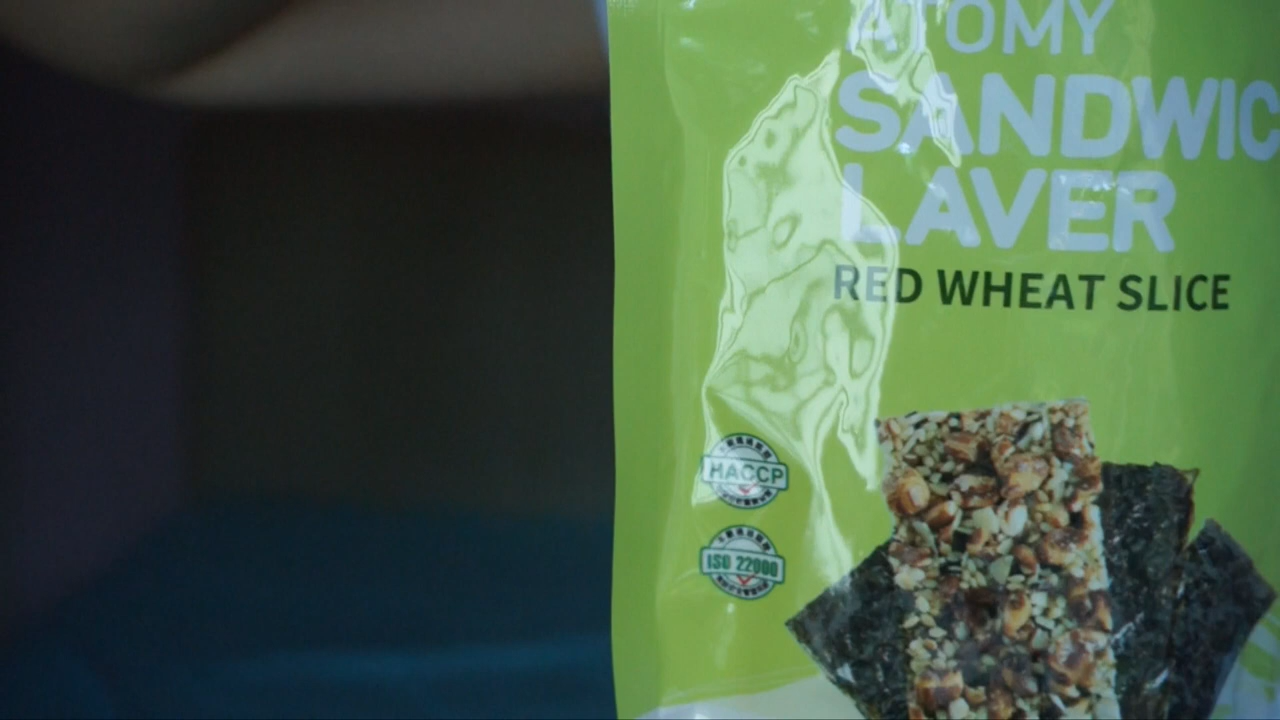 ATOMY
SANDWIC
LAVER
RED WHEAT SLICE
HACCP
ISO 22000